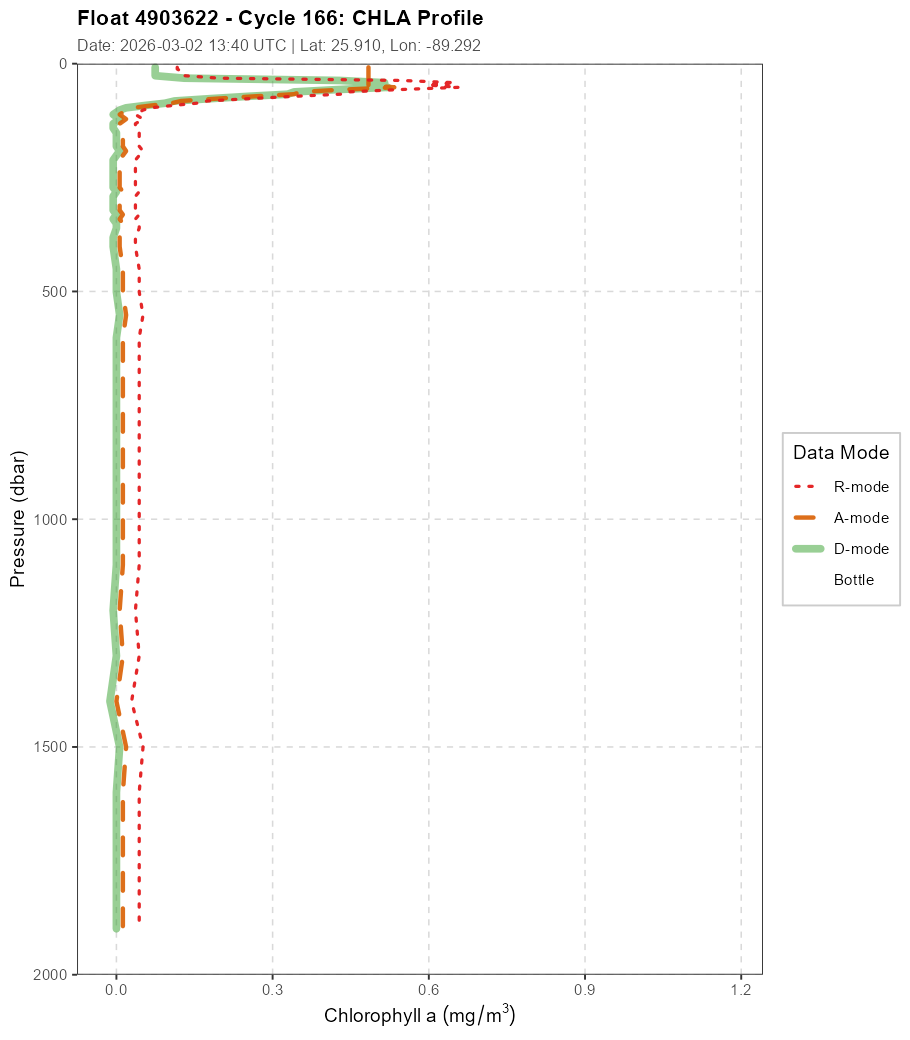 Float 4903622 - Cycle 166: CHLA Profile
Date: 2026-03-02 13:40 UTC | Lat: 25.910, Lon: -89.292
0
500
1000
1500
2000
Pressure (dbar)
0.0 0.3 0.6 0.9 1.2
Chlorophyll a (mg/m³)
Data Mode
R-mode
A-mode
D-mode
Bottle